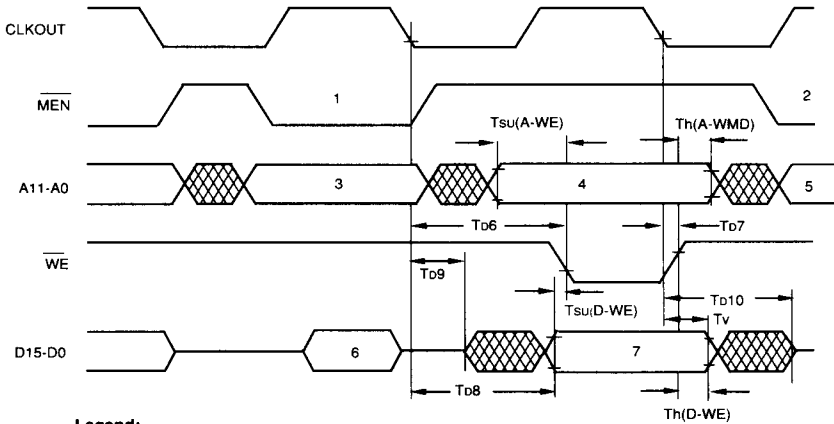 CLKOUT
MEN
1
2
TSU(A-WE)
Th(A-WMD)
A11-A0
3
4
5
TD6
TD7
WE
TD9
TSU(D-WE)
TD10
TV
D15-D0
6
7
TD8
Th(D-WE)
Legend: